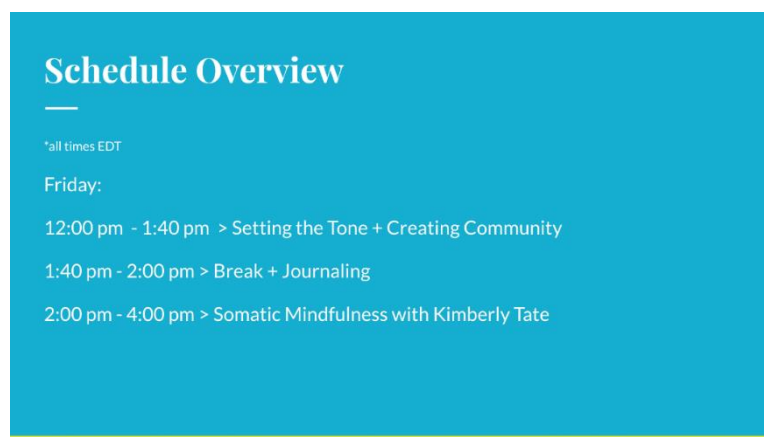 Schedule Overview
*all times EDT
Friday:
12:00 pm  - 1:40 pm  > Setting the Tone + Creating Community
1:40 pm - 2:00 pm > Break + Journaling
2:00 pm - 4:00 pm > Somatic Mindfulness with Kimberly Tate